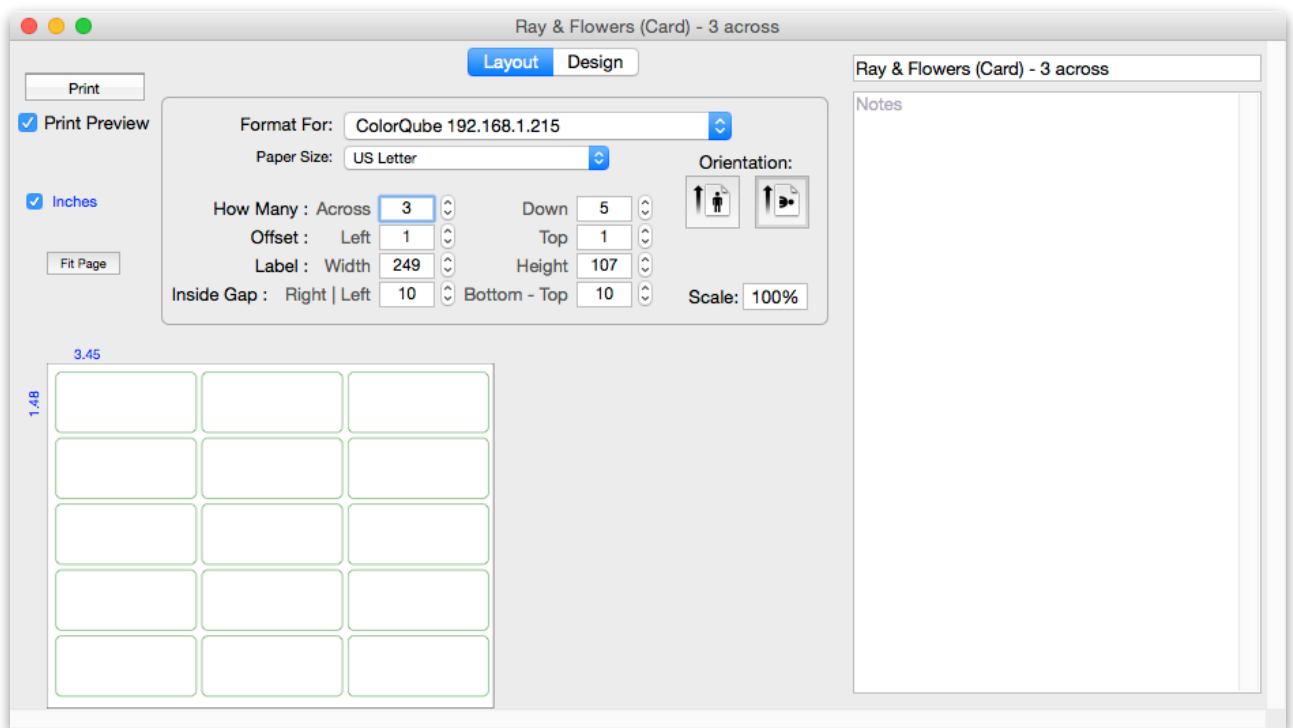 Ray & Flowers (Card) - 3 across
Layout Design
Print
Print Preview
Inches
Fit Page
Format For: ColorQube 192.168.1.215
Paper Size: US Letter
Orientation:
How Many : Across 3 Down 5
Offset : Left 1 Top 1
Label : Width 249 Height 107
Inside Gap : Right | Left 10 Bottom - Top 10 Scale: 100%
3.45
1.48
Ray & Flowers (Card) - 3 across
Notes